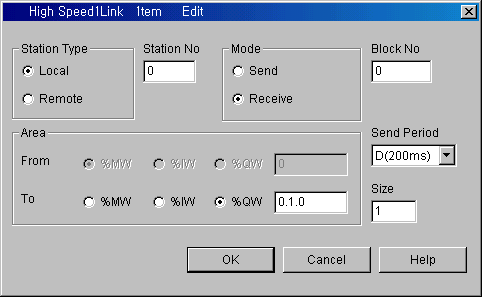 High Speed1Link 1tem Edit
Station Type
Local
Remote
Station No
0
Mode
Send
Receive
Block No
0
Area
From %MW %IW %QW 0
To %MW %IW %QW 0.1.0
Send Period
D(200ms)
Size
1
OK Cancel Help